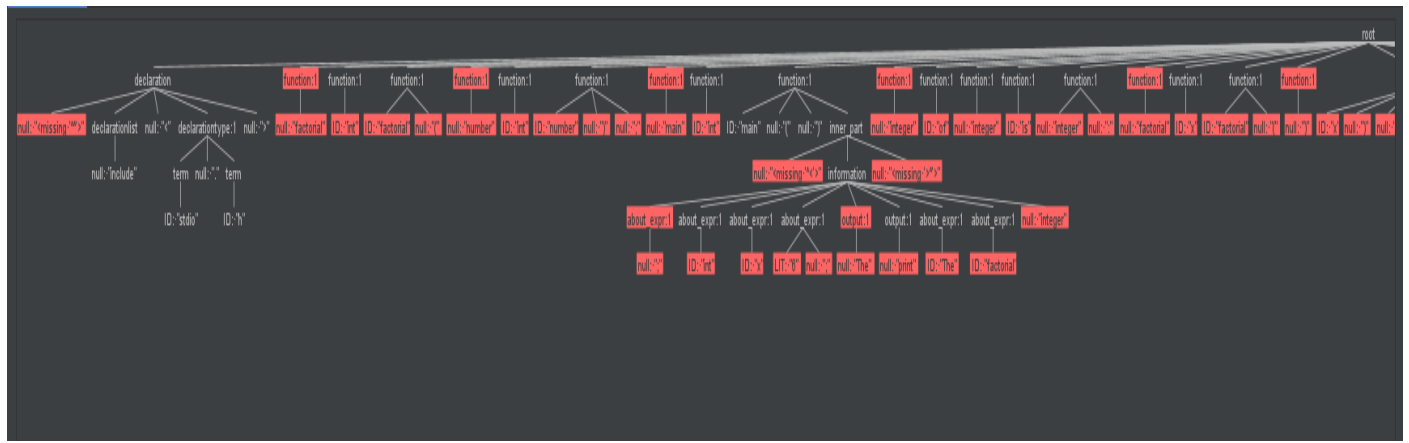 root
declaration function:1 function:1 function:1 function:1 function:1 function:1 function:1 function:1 function:1 function:1 function:1 function:1 function:1 function:1 function:1 function:1 function:1 function:1
null:-"<missing-'"'>" declarationlist null:-"<" declarationtype:1 null:-">" null:-"factorial" ID:-"int" ID:-"factorial" null:-"(" null:-"number" ID:-"int" ID:-"number" null:-")" null:-";" null:-"main" ID:-"int" ID:-"main" null:-"(" null:-")" inner_part null:-"integer" ID:-"of" null:-"integer" ID:-"is" null:-"integer" null:-";" null:-"factorial" ID:-"x" ID:-"factorial" null:-"(" null:-")" ID:-"x" null:-")"
null:-"include" term null:-"." term null:-"<missing-'<'>" information null:-"<missing-'>'>"
ID:-"stdio" ID:-"h" about_expr:1 about_expr:1 about_expr:1 about_expr:1 output:1 output:1 about_expr:1 about_expr:1 null:-"integer"
null:-";" ID:-"int" ID:-"x" LIT:-"6" null:-";" null:-"The" null:-"print" ID:-"The" ID:-"factorial"